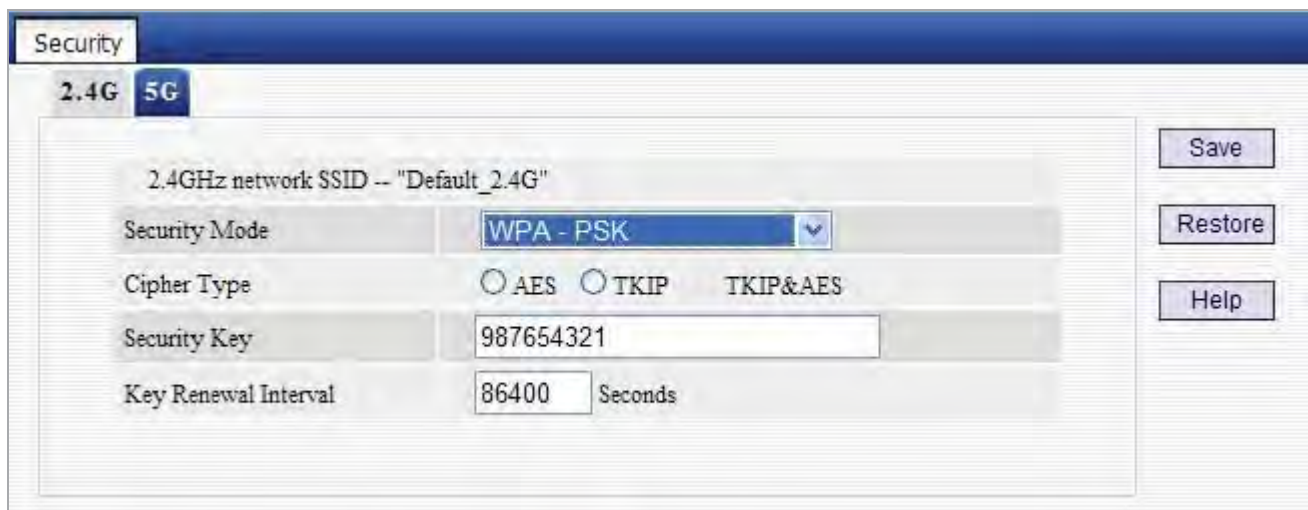 Security
2.4G 5G
2.4GHz network SSID -- "Default_2.4G"
Security Mode WPA - PSK
Cipher Type AES TKIP TKIP&AES
Security Key 987654321
Key Renewal Interval 86400 Seconds
Save
Restore
Help